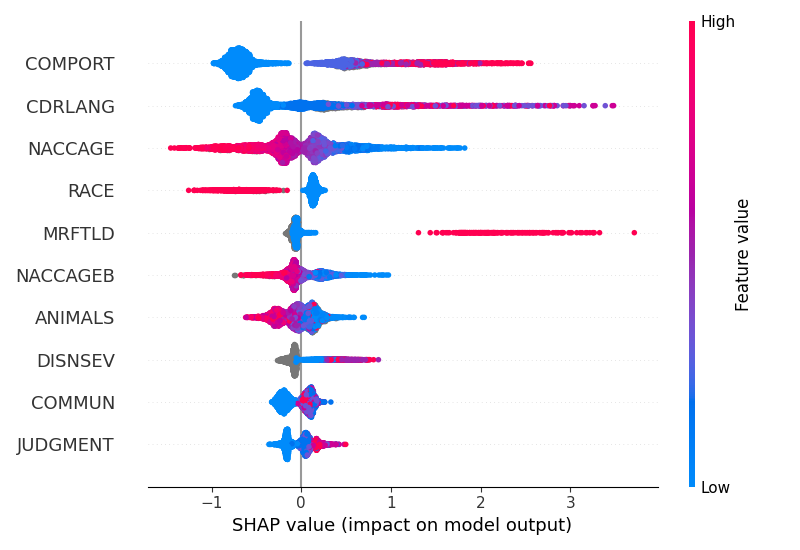 High
COMPORT
CDRLANG
NACCAGE
RACE
MRFTLD
NACCAGEB
ANIMALS
DISNSEV
COMMUN
JUDGMENT
Feature value
Low
−1 0 1 2 3
SHAP value (impact on model output)